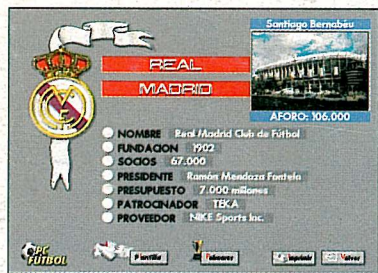 Santiago Bernabéu
REAL
MADRID
AFORO: 106.000
NOMBRE Real Madrid Club de Fútbol
FUNDACION 1902
SOCIOS 67.000
PRESIDENTE Ramón Mendoza Fontela
PRESUPUESTO 7.000 millones
PATROCINADOR TEKA
PROVEEDOR NIKE Sports Inc.
PC FÚTBOL
Plantilla
Palmares
Imprimir
Volver